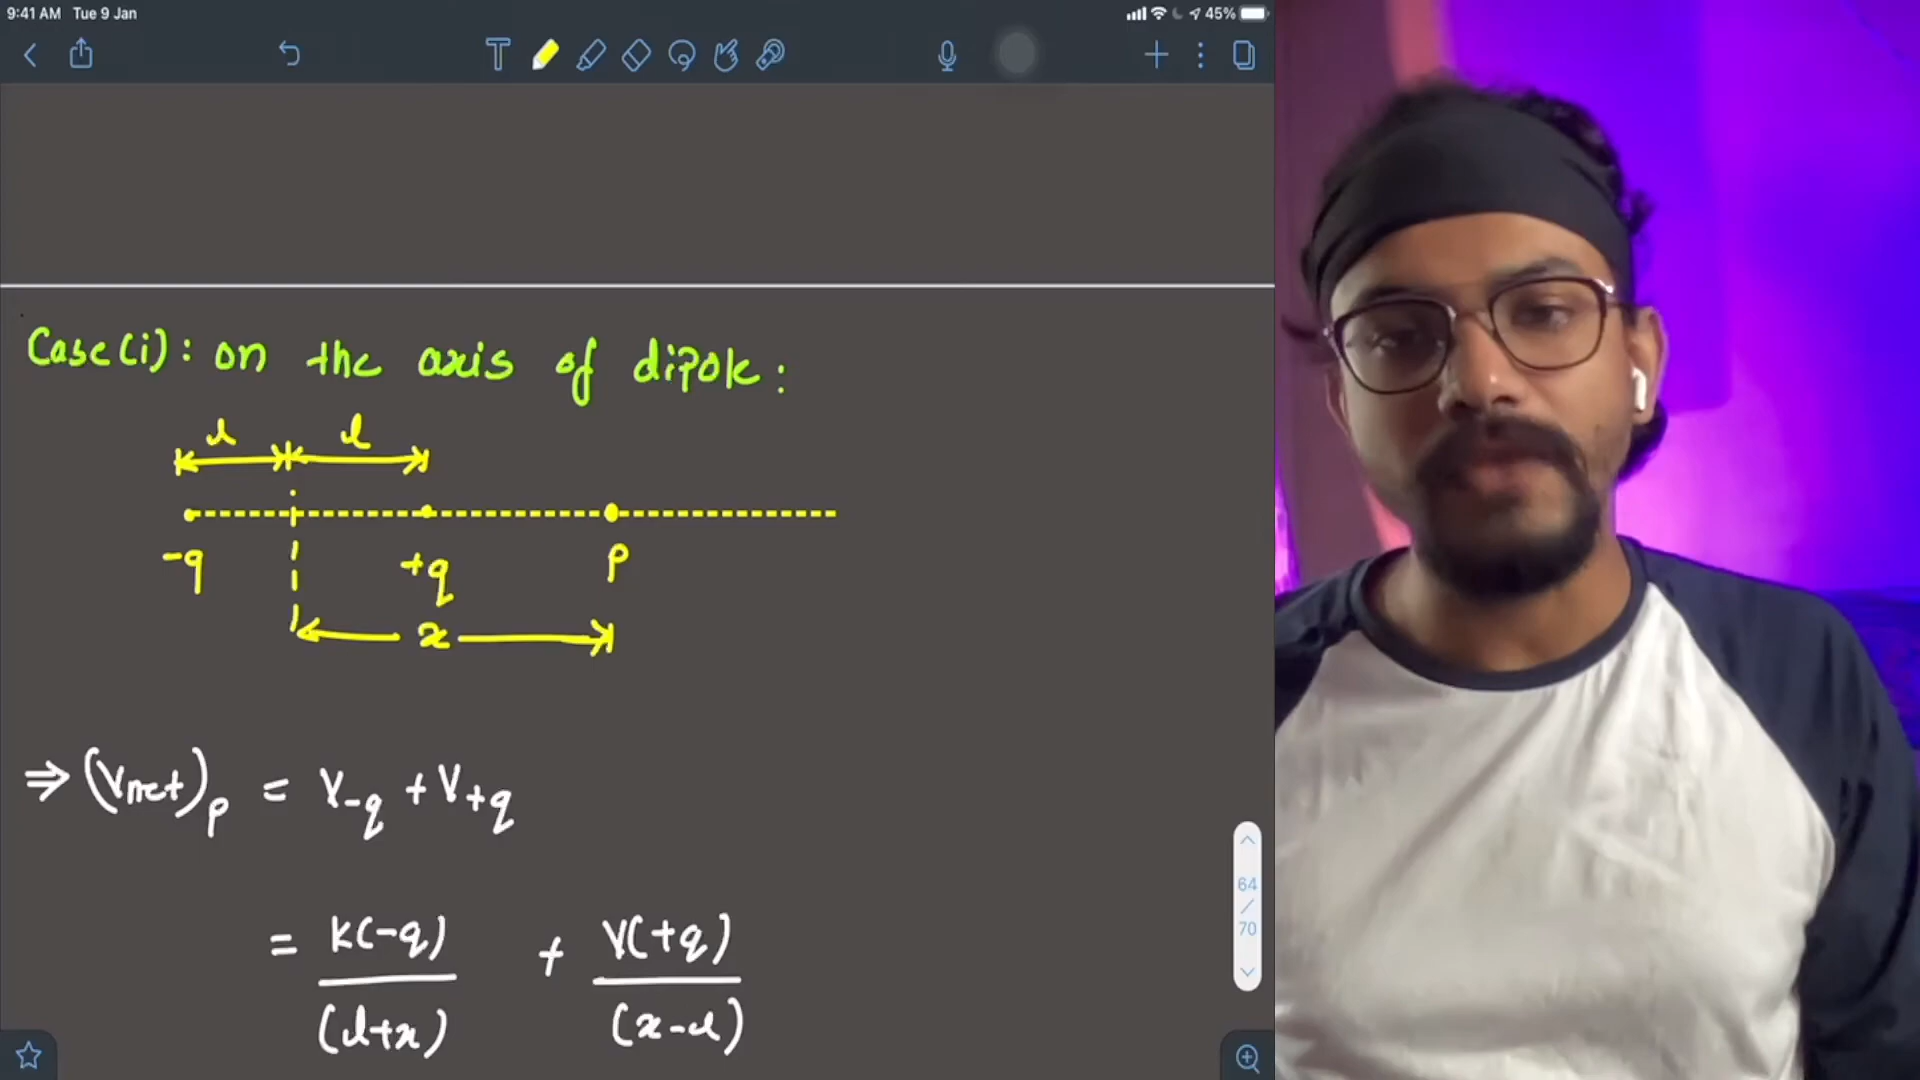 9:41 AM Tue 9 Jan
45%
Case(i): on the axis of dipole:
l l
-q +q P
x
⇒ (Vnet)p = V-q + V+q
= K(-q)/(l+x) + K(+q)/(x-l)
64
/
70